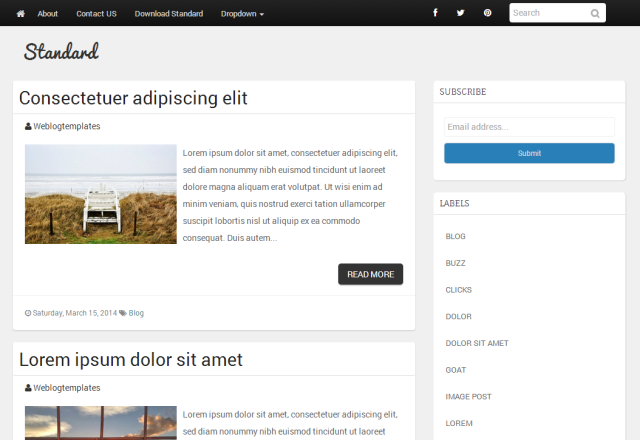 About Contact US Download Standard Dropdown Search
Standard
Consectetuer adipiscing elit
Weblogtemplates
Lorem ipsum dolor sit amet, consectetuer adipiscing elit,
sed diam nonummy nibh euismod tincidunt ut laoreet
dolore magna aliquam erat volutpat. Ut wisi enim ad
minim veniam, quis nostrud exerci tation ullamcorper
suscipit lobortis nisl ut aliquip ex ea commodo
consequat. Duis autem...
READ MORE
Saturday, March 15, 2014 Blog
Lorem ipsum dolor sit amet
Weblogtemplates
Lorem ipsum dolor sit amet, consectetuer adipiscing elit,
sed diam nonummy nibh euismod tincidunt ut laoreet
SUBSCRIBE
Email address...
Submit
LABELS
BLOG
BUZZ
CLICKS
DOLOR
DOLOR SIT AMET
GOAT
IMAGE POST
LOREM